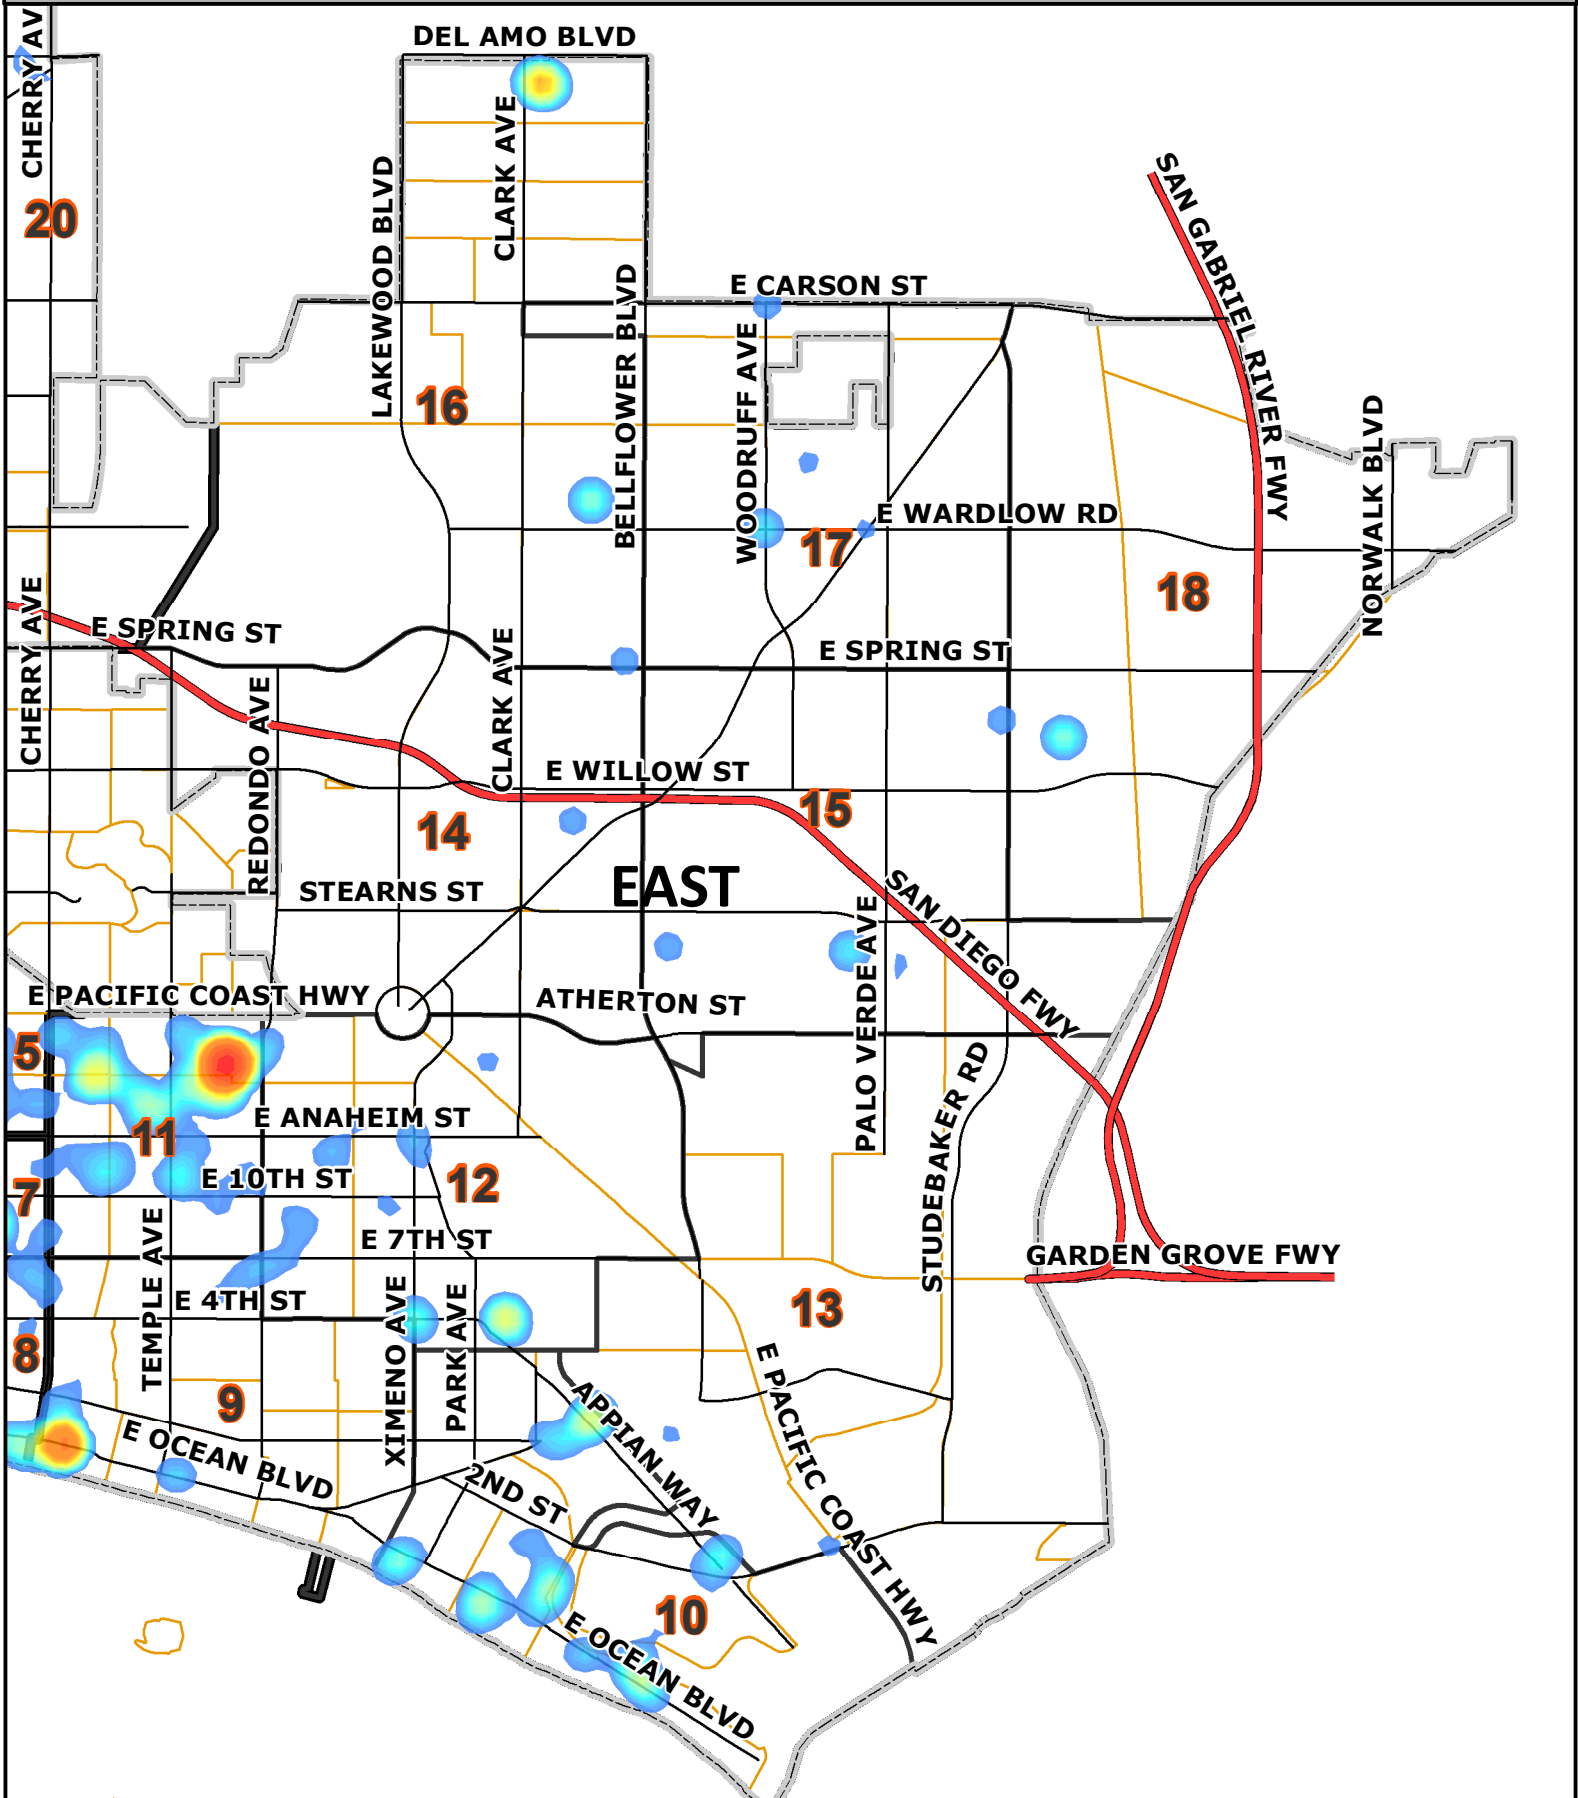 DEL AMO BLVD
CHERRY AV
CLARK AVE
LAKEWOOD BLVD
SAN GABRIEL RIVER FWY
20
E CARSON ST
BELLFLOWER BLVD
WOODRUFF AVE
16
NORWALK BLVD
E WARDLOW RD
17
18
CHERRY AVE
E SPRING ST
E SPRING ST
CLARK AVE
REDONDO AVE
E WILLOW ST
15
14
EAST
STEARNS ST
SAN DIEGO FWY
PALO VERDE AVE
E PACIFIC COAST HWY
ATHERTON ST
5
STUDEBAKER RD
E ANAHEIM ST
11
E 10TH ST
12
7
TEMPLE AVE
E 7TH ST
GARDEN GROVE FWY
E 4TH ST
XIMENO AVE
PARK AVE
13
8
9
E PACIFIC COAST HWY
APPIAN WAY
E OCEAN BLVD
2ND ST
10
E OCEAN BLVD